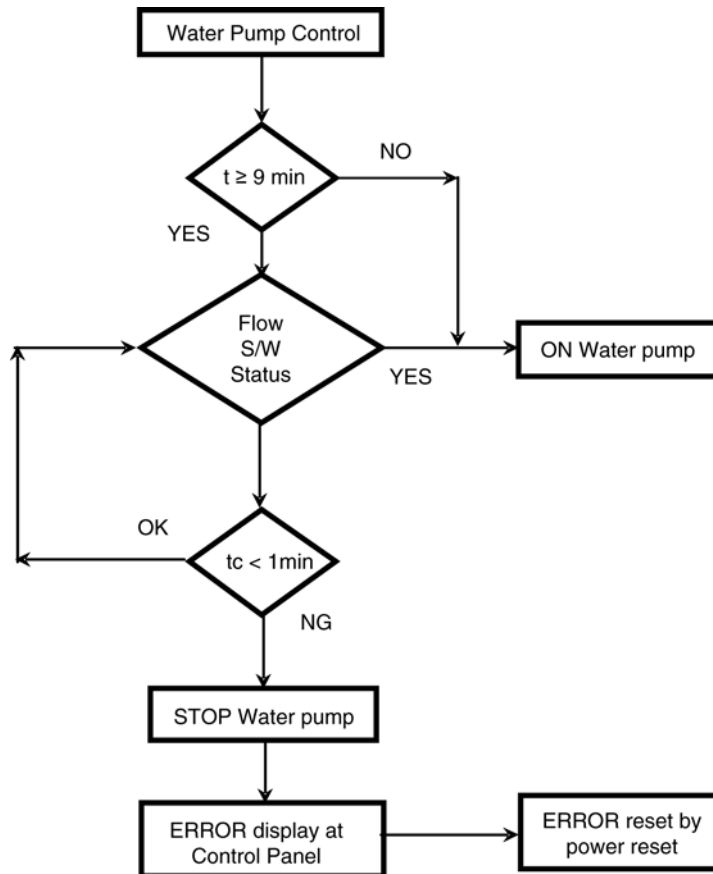 Water Pump Control
t ≥ 9 min
NO
YES
Flow
S/W
Status
YES
ON Water pump
OK
tc < 1min
NG
STOP Water pump
ERROR display at
Control Panel
ERROR reset by
power reset